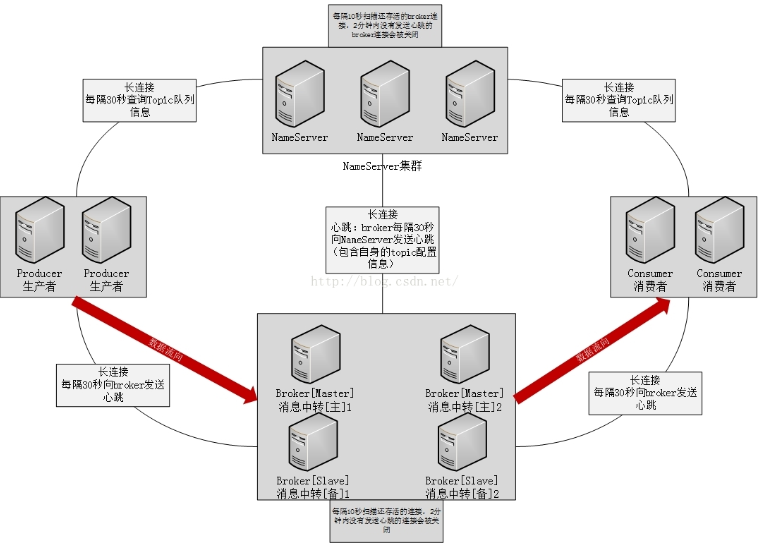 每隔10秒扫描还存活的broker连
接，2分钟内没有发送心跳的
broker连接会被关闭
长连接
每隔30秒查询Topic队列
信息
长连接
每隔30秒查询Topic队列
信息
NameServer
NameServer
NameServer
NameServer集群
长连接
心跳：broker每隔30秒
向NameServer发送心跳
（包含自身的topic配置
信息）
Producer
生产者
Producer
生产者
Consumer
消费者
Consumer
消费者
http://blog.csdn.net/
数据流向
数据流向
长连接
每隔30秒向broker发送
心跳
长连接
每隔30秒向broker发送
心跳
Broker[Master]
消息中转[主]1
Broker[Master]
消息中转[主]2
Broker[Slave]
消息中转[备]1
Broker[Slave]
消息中转[备]2
每隔10秒扫描还存活的连接，2分
钟内没有发送心跳的连接会被关
闭